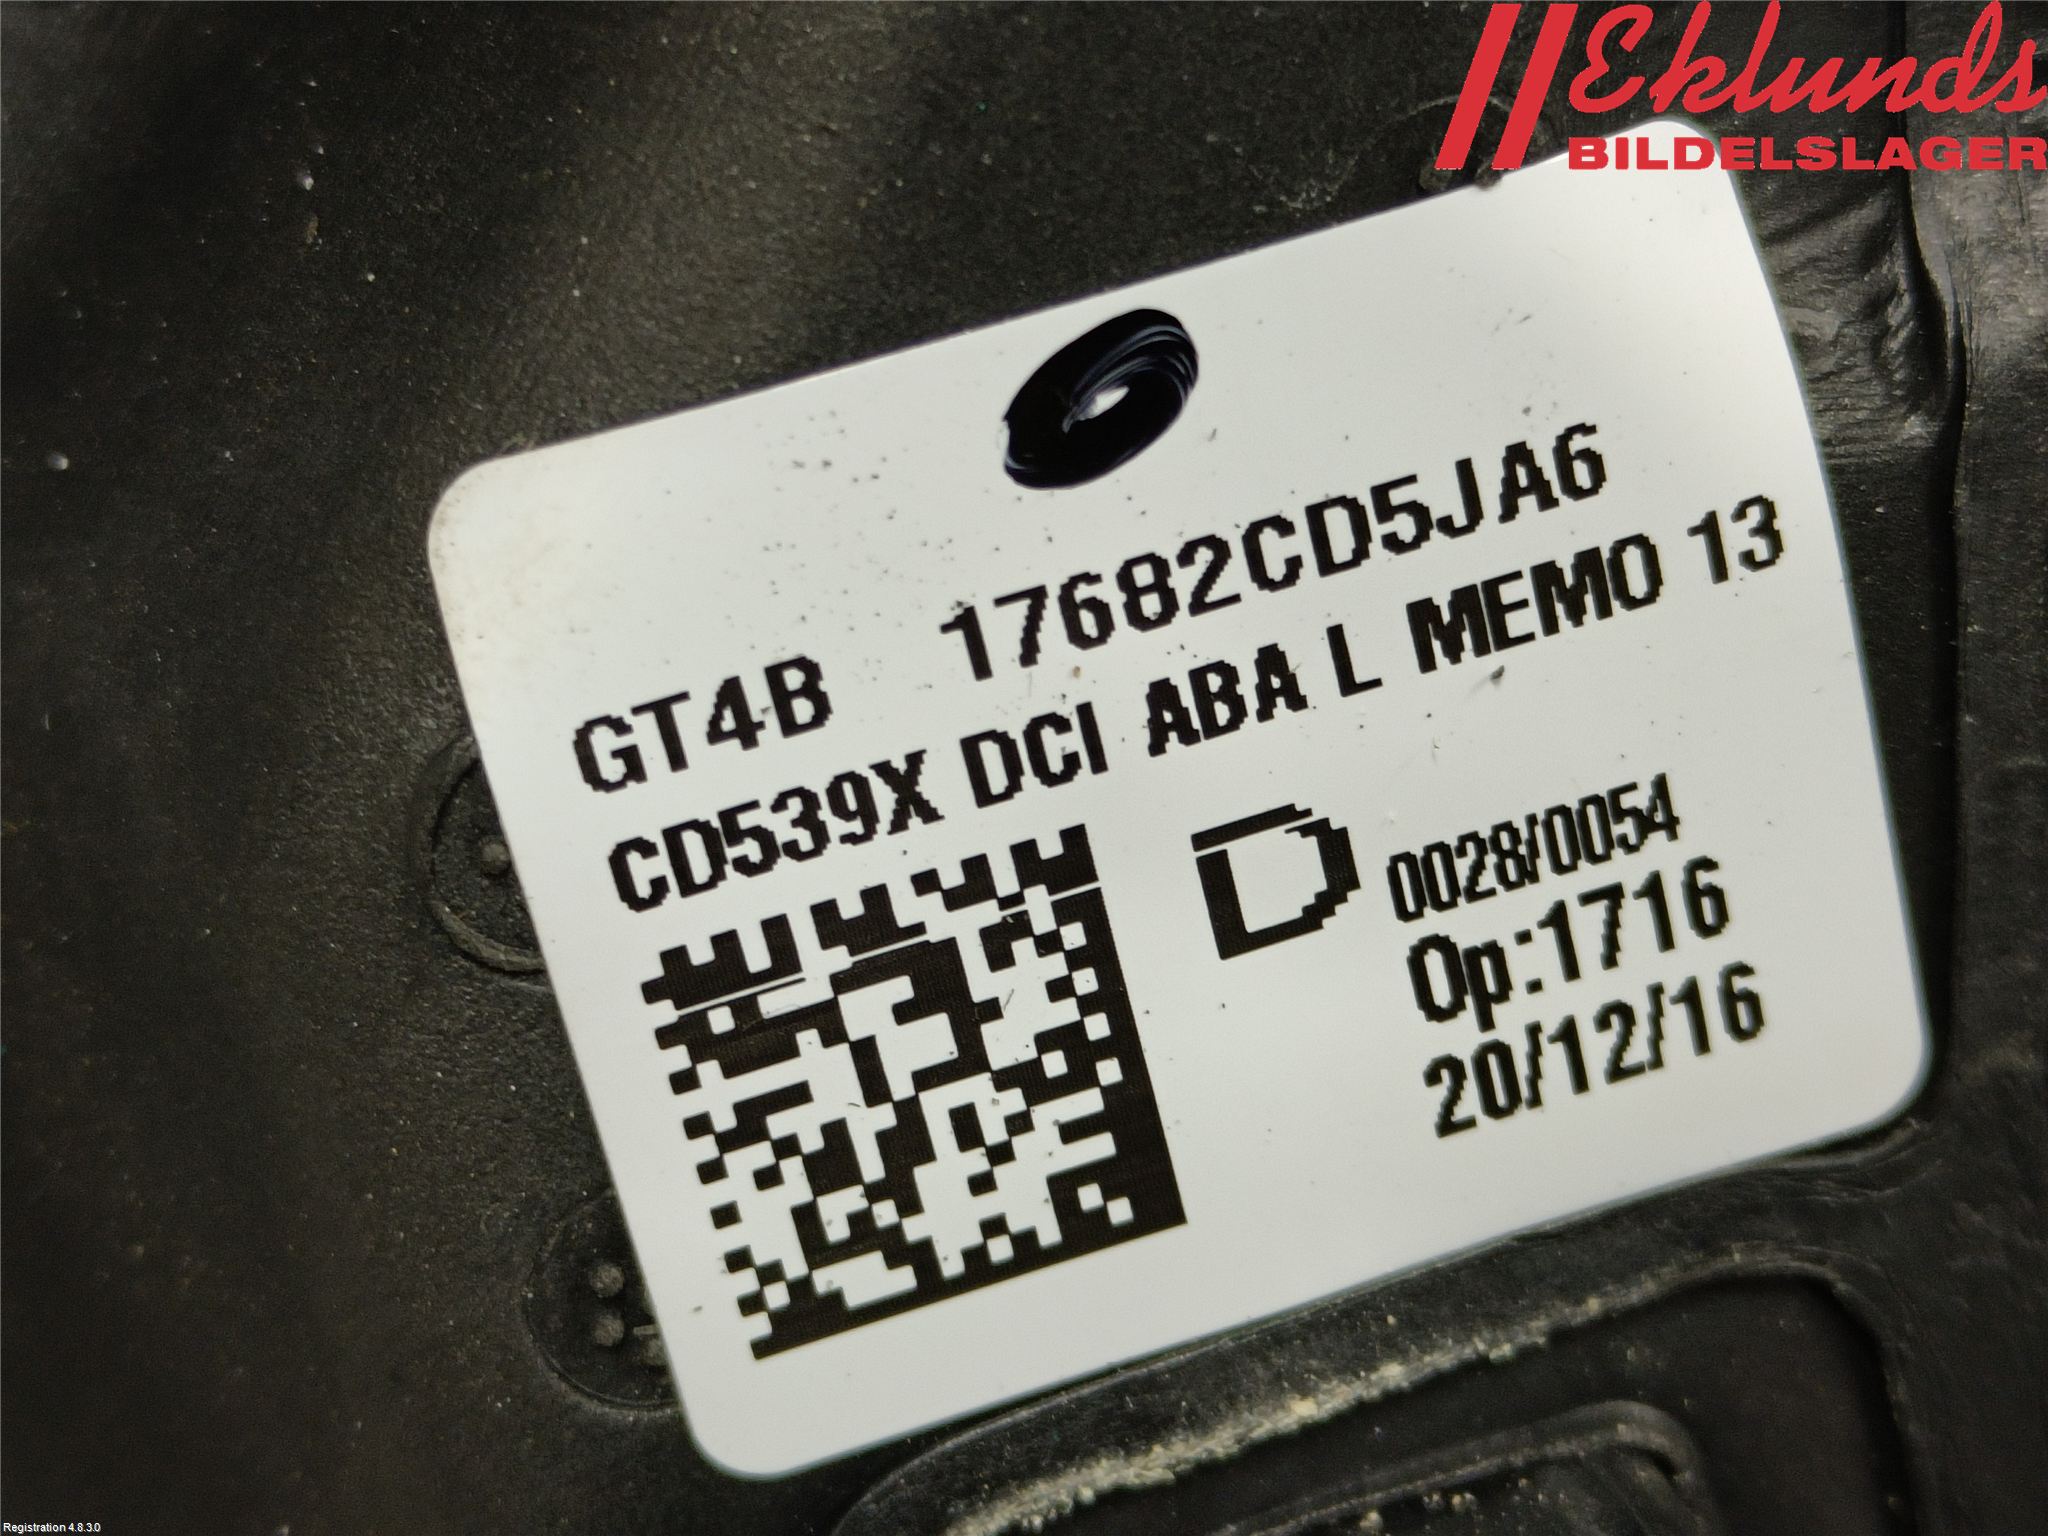 Eklunds
BILDELSLAGER
GT4B 17682CD5JA6
CD539X DCI ABA L MEMO 13
D
0028/0054
Op:1716
20/12/16
Registration 4.8.3.0